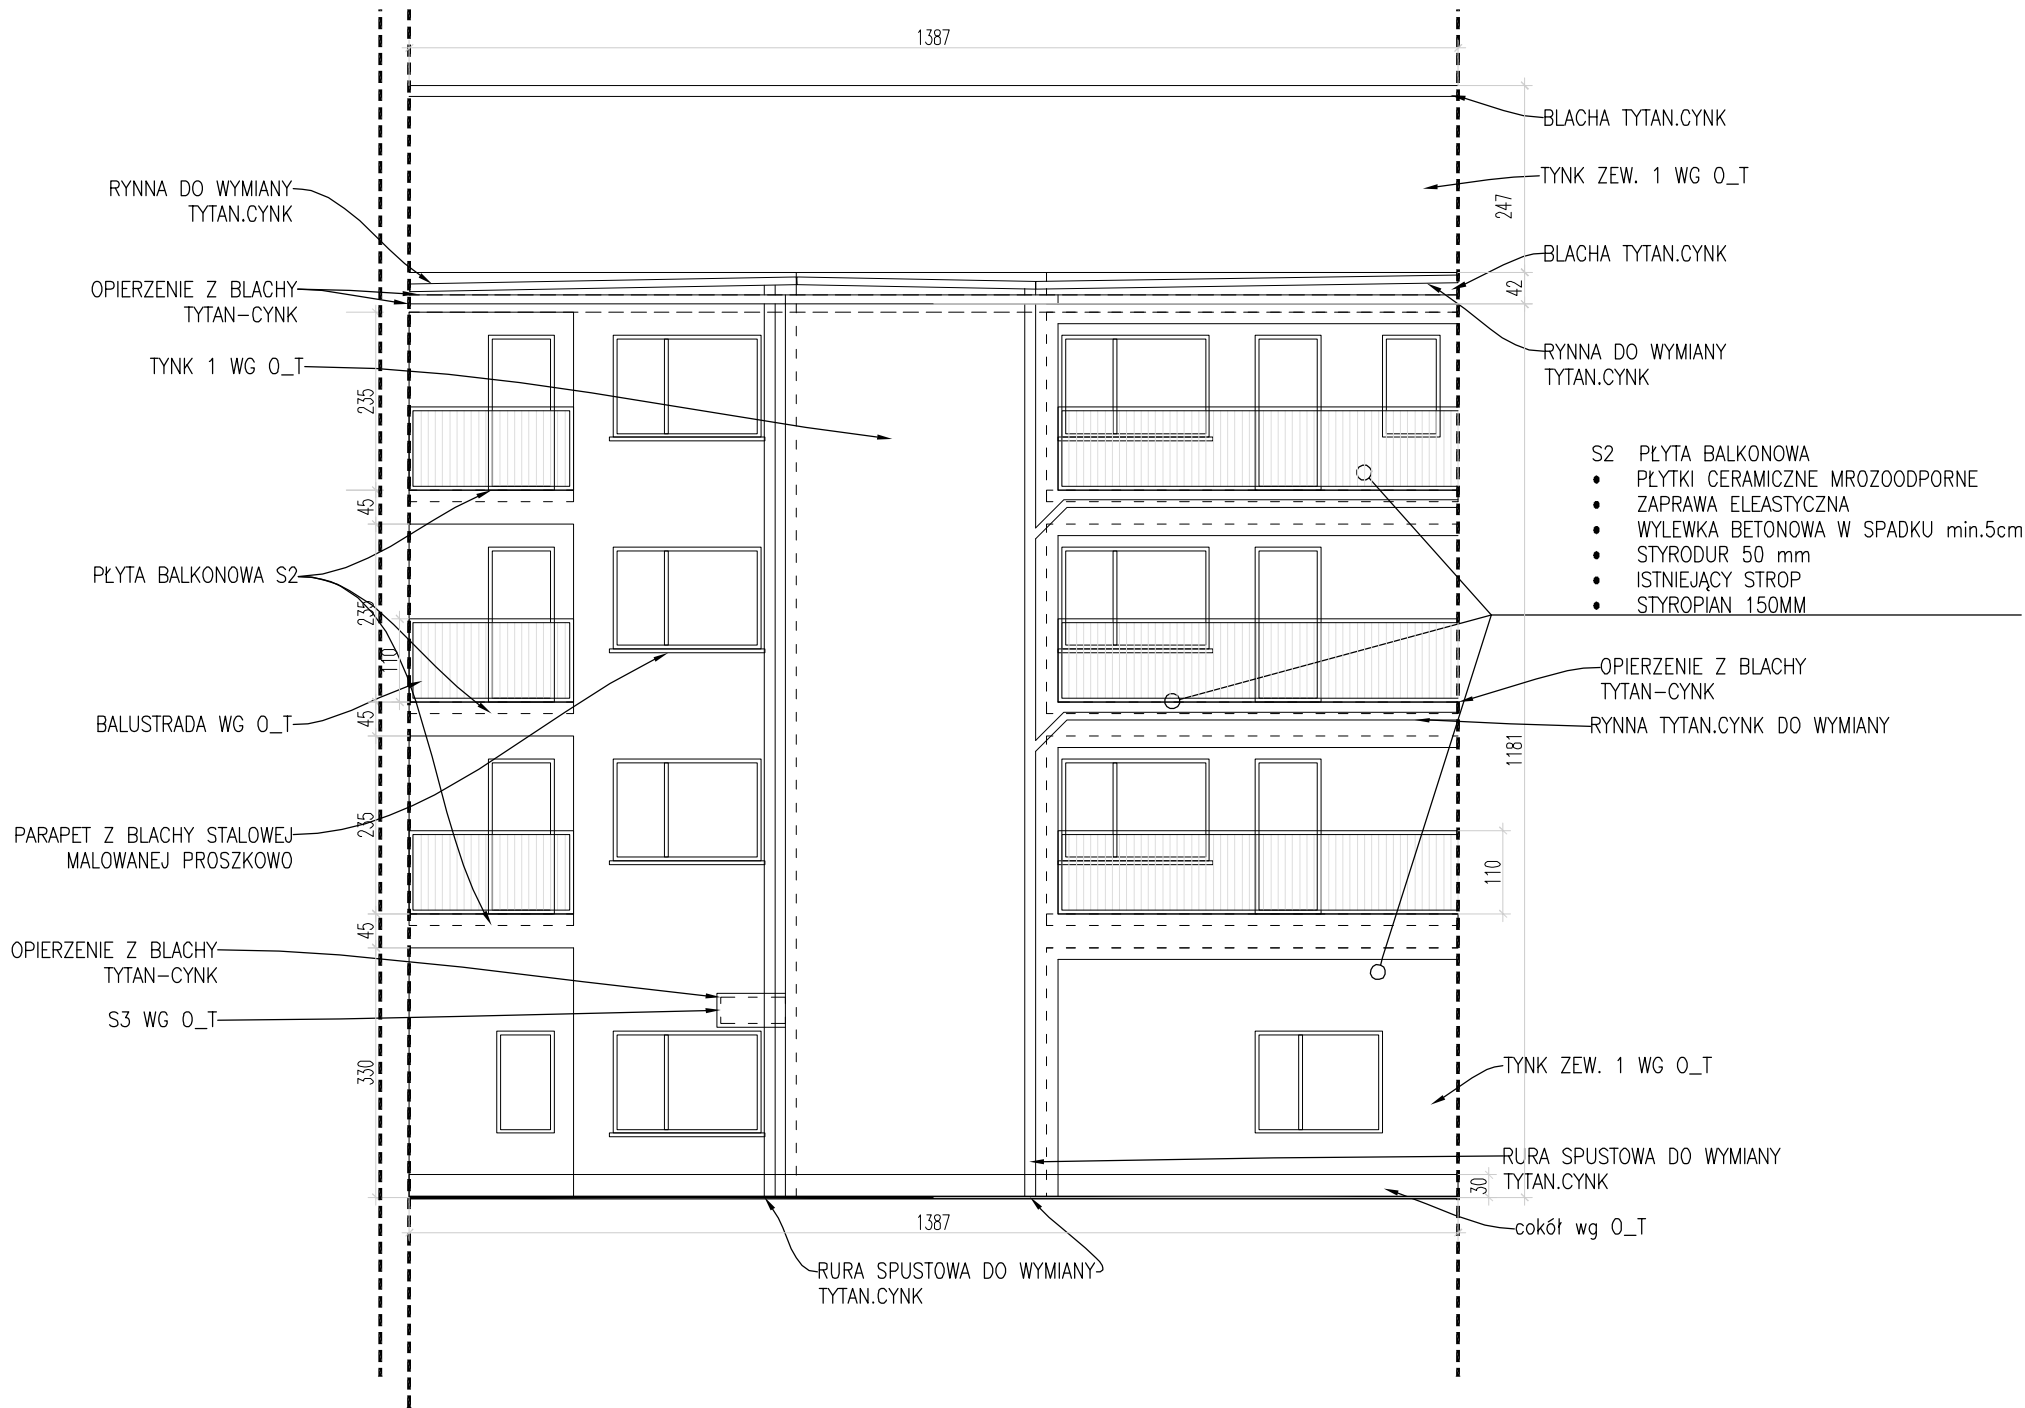 1387
BLACHA TYTAN.CYNK
TYNK ZEW. 1 WG O_T
RYNNA DO WYMIANY
TYTAN.CYNK
247
BLACHA TYTAN.CYNK
OPIERZENIE Z BLACHY
TYTAN-CYNK
42
TYNK 1 WG O_T
RYNNA DO WYMIANY
TYTAN.CYNK
235
S2 PŁYTA BALKONOWA
• PŁYTKI CERAMICZNE MROZOODPORNE
• ZAPRAWA ELEASTYCZNA
• WYLEWKA BETONOWA W SPADKU min.5cm
• STYRODUR 50 mm
• ISTNIEJĄCY STROP
• STYROPIAN 150MM
45
PŁYTA BALKONOWA S2
235
110
OPIERZENIE Z BLACHY
TYTAN-CYNK
BALUSTRADA WG O_T
45
RYNNA TYTAN.CYNK DO WYMIANY
1181
PARAPET Z BLACHY STALOWEJ
MALOWANEJ PROSZKOWO
235
110
45
OPIERZENIE Z BLACHY
TYTAN-CYNK
S3 WG O_T
330
TYNK ZEW. 1 WG O_T
RURA SPUSTOWA DO WYMIANY
TYTAN.CYNK
30
cokół wg O_T
1387
RURA SPUSTOWA DO WYMIANY
TYTAN.CYNK